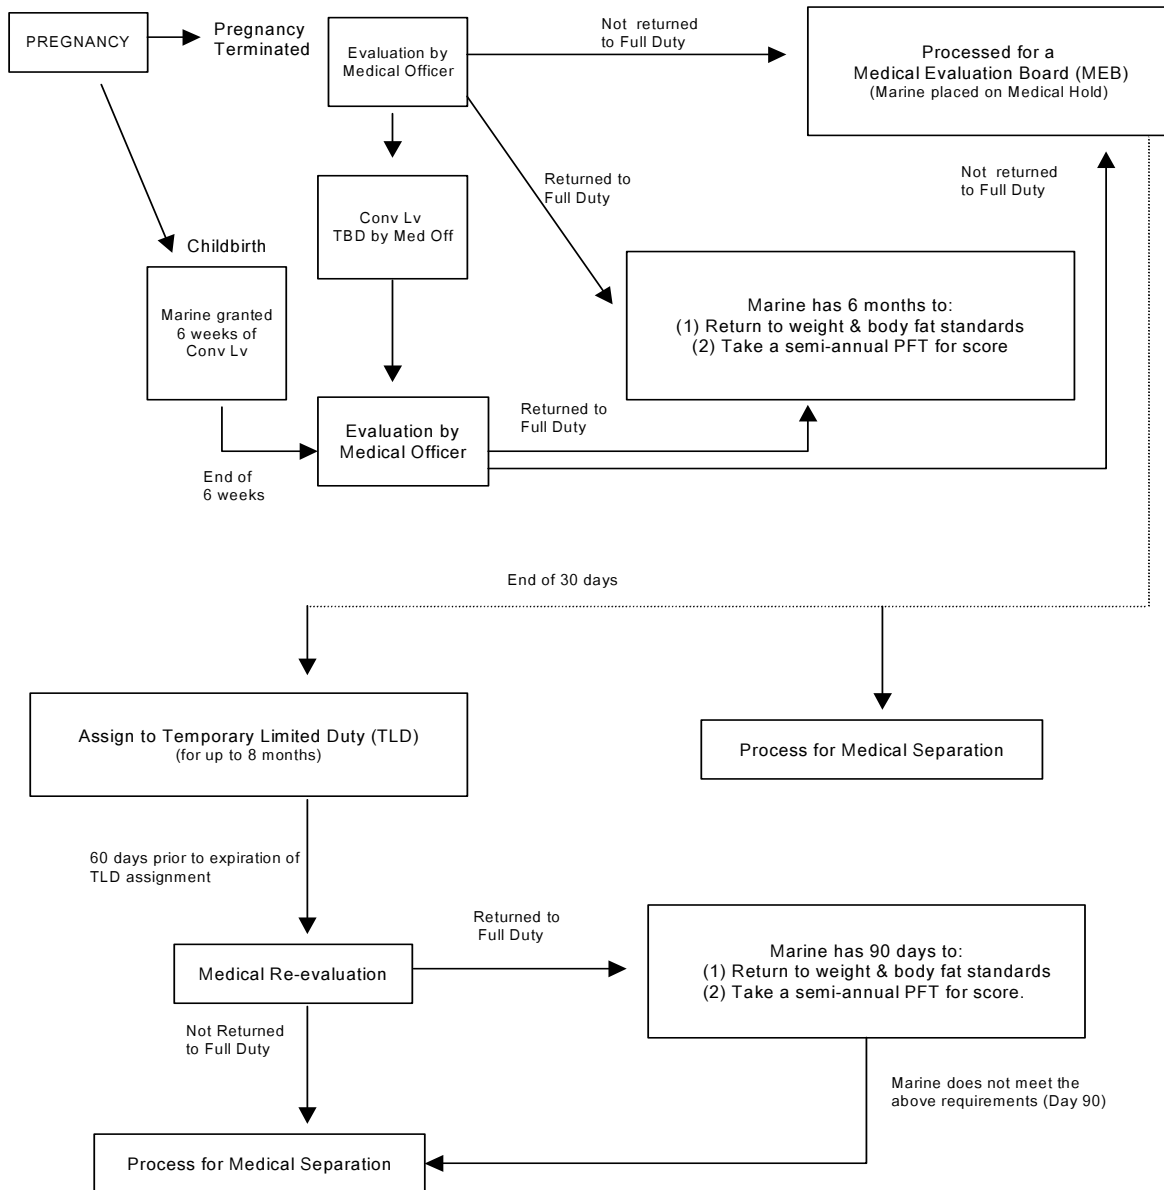 PREGNANCY
Pregnancy
Terminated
Evaluation by
Medical Officer
Not returned
to Full Duty
Processed for a
Medical Evaluation Board (MEB)
(Marine placed on Medical Hold)
Returned to
Full Duty
Not returned
to Full Duty
Conv Lv
TBD by Med Off
Childbirth
Marine granted
6 weeks of
Conv Lv
Marine has 6 months to:
(1) Return to weight & body fat standards
(2) Take a semi-annual PFT for score
Evaluation by
Medical Officer
Returned to
Full Duty
End of
6 weeks
End of 30 days
Assign to Temporary Limited Duty (TLD)
(for up to 8 months)
Process for Medical Separation
60 days prior to expiration of
TLD assignment
Medical Re-evaluation
Returned to
Full Duty
Marine has 90 days to:
(1) Return to weight & body fat standards
(2) Take a semi-annual PFT for score.
Not Returned
to Full Duty
Marine does not meet the
above requirements (Day 90)
Process for Medical Separation